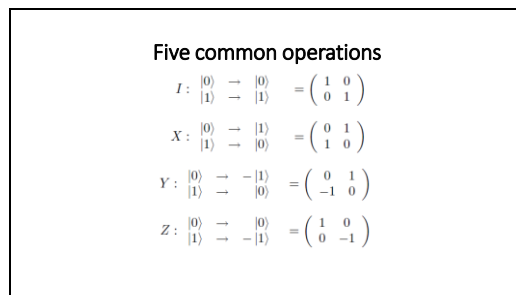 Five common operations
I : |0⟩ → |0⟩
|1⟩ → |1⟩ = ( 1 0
0 1 )
X : |0⟩ → |1⟩
|1⟩ → |0⟩ = ( 0 1
1 0 )
Y : |0⟩ → −|1⟩
|1⟩ → |0⟩ = ( 0 1
−1 0 )
Z : |0⟩ → |0⟩
|1⟩ → −|1⟩ = ( 1 0
0 −1 )